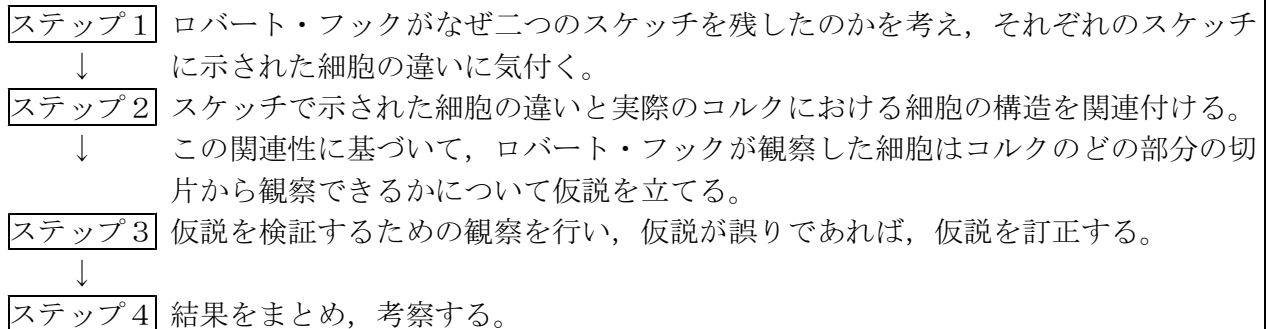 ステップ１ ロバート・フックがなぜ二つのスケッチを残したのかを考え，それぞれのスケッチ
↓ に示された細胞の違いに気付く。
ステップ２ スケッチで示された細胞の違いと実際のコルクにおける細胞の構造を関連付ける。
↓ この関連性に基づいて，ロバート・フックが観察した細胞はコルクのどの部分の切
片から観察できるかについて仮説を立てる。
ステップ３ 仮説を検証するための観察を行い，仮説が誤りであれば，仮説を訂正する。
↓
ステップ４ 結果をまとめ，考察する。